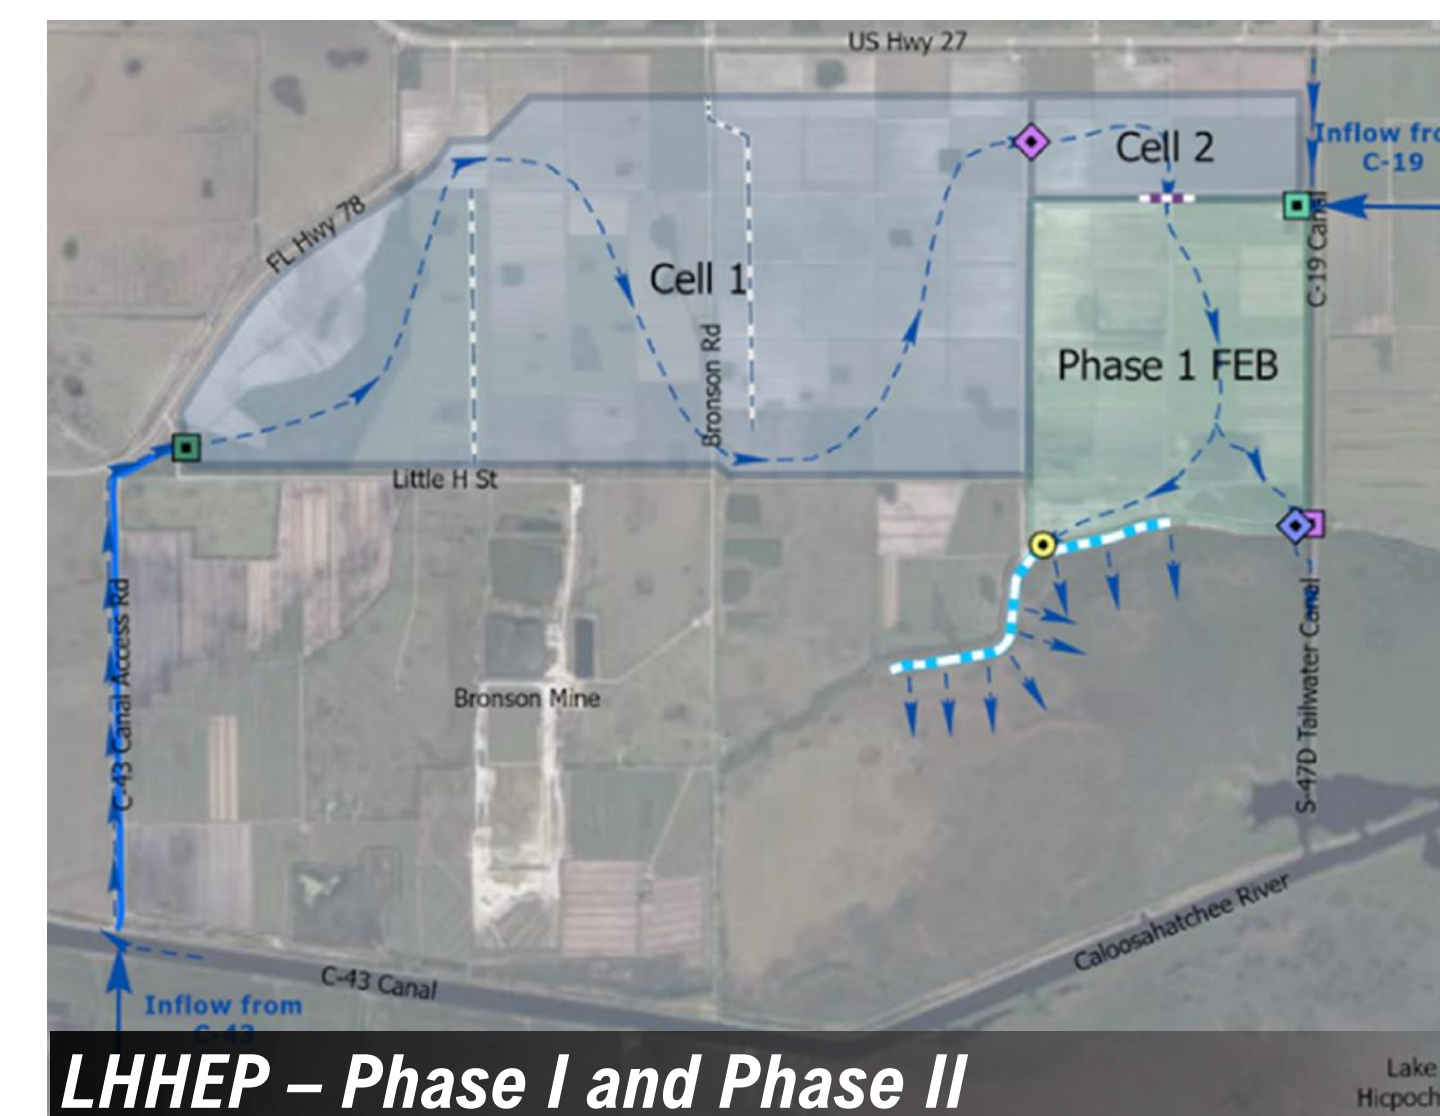 US Hwy 27
Inflow fro
C-19
Cell 2
FL Hwy 78
C-19 Canal
Cell 1
Bronson Rd
Phase 1 FEB
Little H St
C-43 Canal Access Rd
Bronson Mine
S-47D Tailwater Canal
Caloosahatchee River
C-43 Canal
Inflow from
C-43
Lake
Hicpoch
LHHEP – Phase I and Phase II